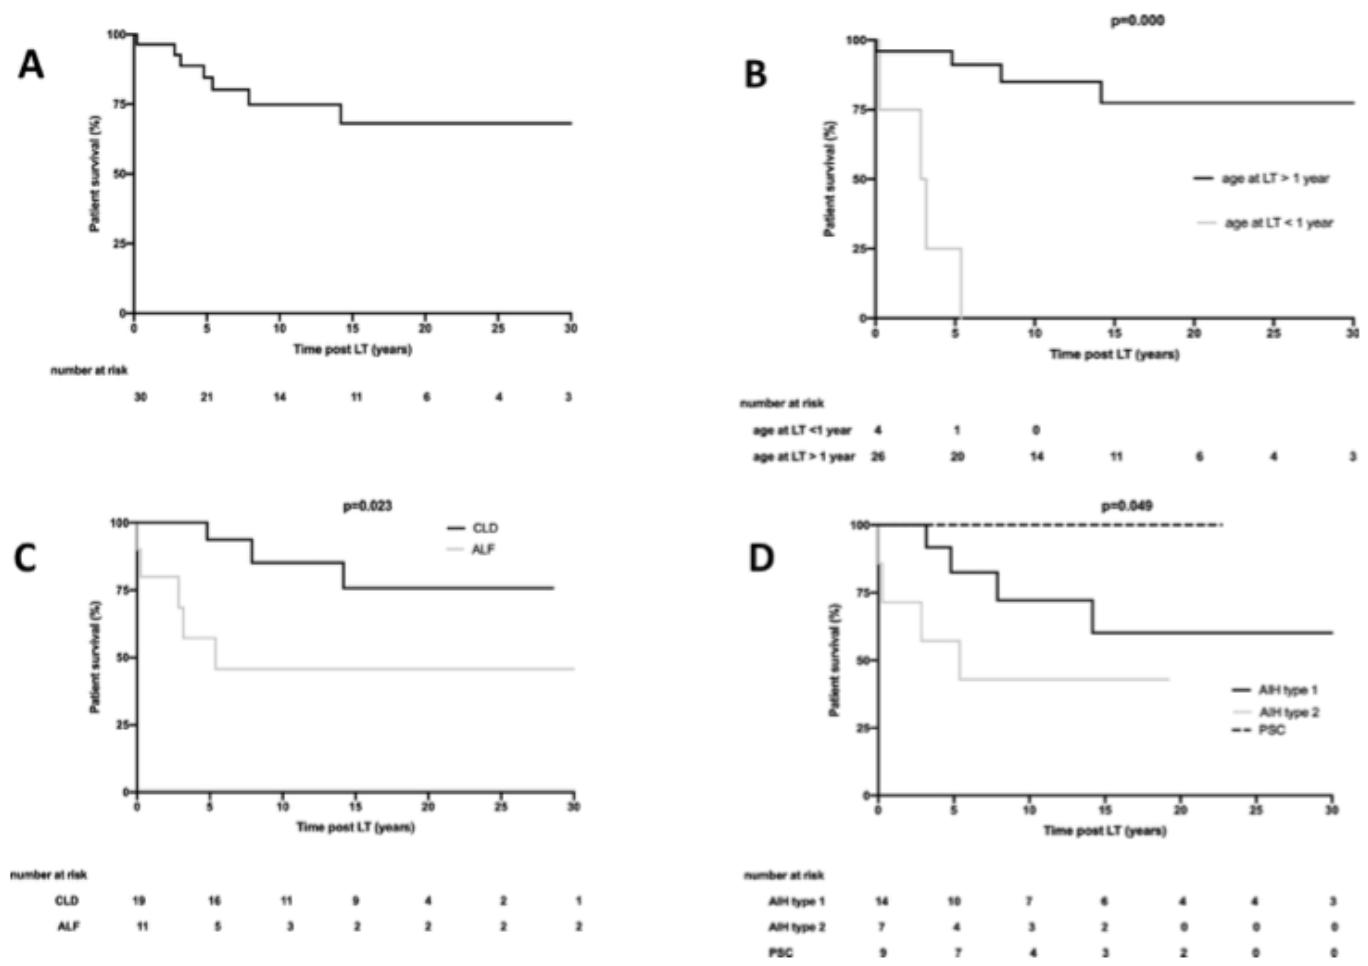 A
100
75
50
25
0
Patient survival (%)
0 5 10 15 20 25 30
Time post LT (years)
number at risk
30 21 14 11 6 4 3
B
p=0.000
100
75
50
25
0
Patient survival (%)
age at LT > 1 year
age at LT < 1 year
0 5 10 15 20 25 30
Time post LT (years)
number at risk
age at LT <1 year 4 1 0
age at LT > 1 year 26 20 14 11 6 4 3
C
p=0.023
CLD
ALF
100
75
50
25
0
Patient survival (%)
0 5 10 15 20 25 30
Time post LT (years)
number at risk
CLD 19 16 11 9 4 2 1
ALF 11 5 3 2 2 2 2
D
p=0.049
100
75
50
25
0
Patient survival (%)
AIH type 1
AIH type 2
PSC
0 5 10 15 20 25 30
Time post LT (years)
number at risk
AIH type 1 14 10 7 6 4 4 3
AIH type 2 7 4 3 2 0 0 0
PSC 9 7 4 3 2 0 0